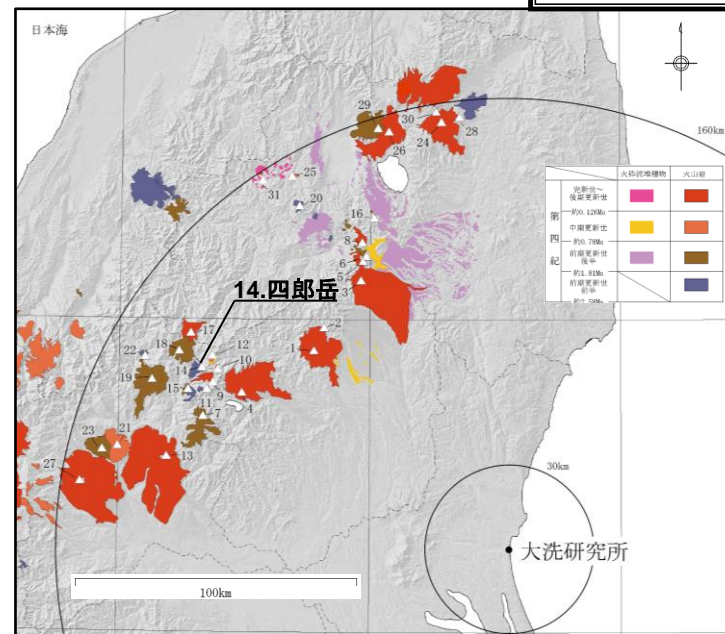 日本海
160km
火砕流堆積物 火山岩
第四紀
完新世～
後期更新世
約0.126Ma
中期更新世
約0.78Ma
前期更新世
後半
約1.81Ma
前期更新世
前半
約2.58Ma
29
30
28
24
26
25
31
20
16
8
6
5
3
14.四郎岳
17
2
18
12
1
22
14
10
19
15
9
4
11
7
23
21
13
27
30km
大洗研究所
100km